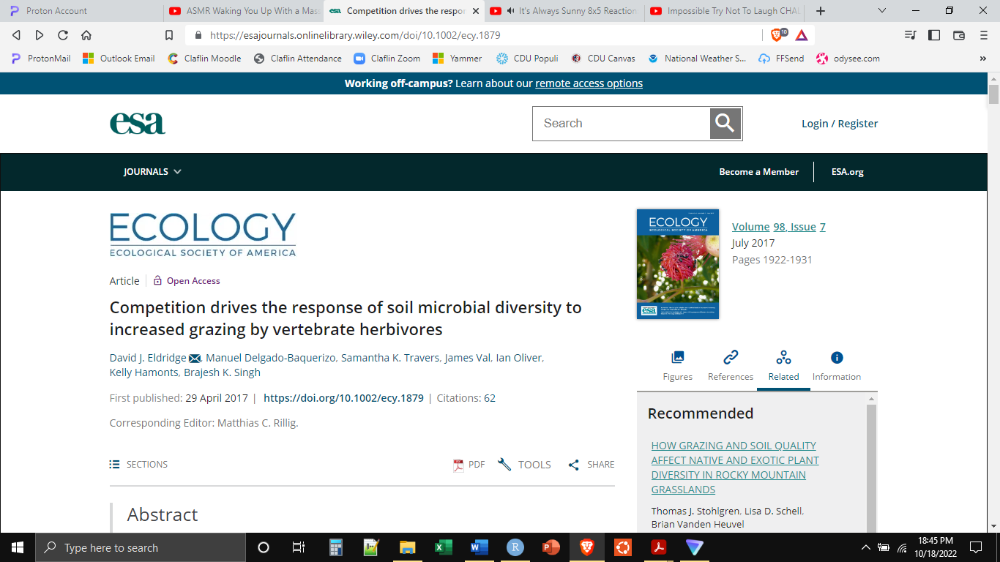 Proton Account
ASMR Waking You Up With a Mas
Competition drives the respor
It's Always Sunny 8x5 Reaction
Impossible Try Not To Laugh CHAL
https://esajournals.onlinelibrary.wiley.com/doi/10.1002/ecy.1879
10
ProtonMail
Outlook Email
Claflin Moodle
Claflin Attendance
Claflin Zoom
Yammer
CDU Populi
CDU Canvas
National Weather S...
FFSend
odysee.com
Working off-campus? Learn about our remote access options
esa
Search
Login / Register
JOURNALS
Become a Member
ESA.org
ECOLOGY
ECOLOGICAL SOCIETY OF AMERICA
Article
Open Access
Competition drives the response of soil microbial diversity to
increased grazing by vertebrate herbivores
David J. Eldridge, Manuel Delgado-Baquerizo, Samantha K. Travers, James Val, Ian Oliver,
Kelly Hamonts, Brajesh K. Singh
First published: 29 April 2017 | https://doi.org/10.1002/ecy.1879 | Citations: 62
Corresponding Editor: Matthias C. Rillig.
SECTIONS
PDF
TOOLS
SHARE
Abstract
ECOLOGY
ECOLOGICAL SOCIETY OF AMERICA
esa
Volume 98, Issue 7
July 2017
Pages 1922-1931
Figures
References
Related
Information
Recommended
HOW GRAZING AND SOIL QUALITY
AFFECT NATIVE AND EXOTIC PLANT
DIVERSITY IN ROCKY MOUNTAIN
GRASSLANDS
Thomas J. Stohlgren, Lisa D. Schell,
Brian Vanden Heuvel
Type here to search
18:45 PM
10/18/2022